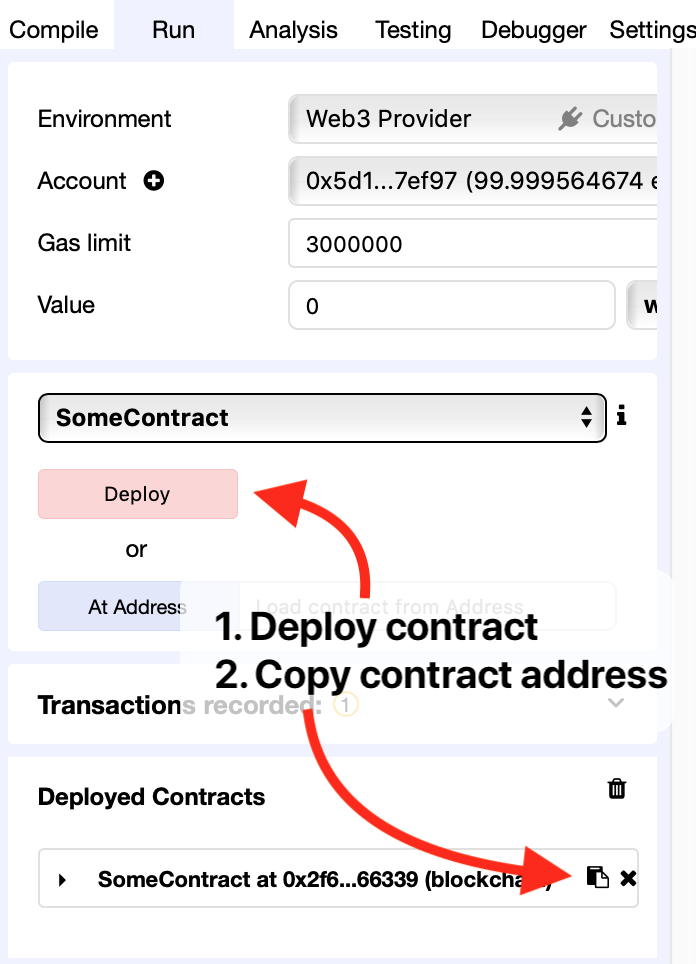 Compile Run Analysis Testing Debugger Settings
Environment Web3 Provider Custo
Account 0x5d1...7ef97 (99.999564674 e
Gas limit 3000000
Value 0 w
SomeContract
Deploy
or
At Address Load contract from Address
1. Deploy contract
2. Copy contract address
Transactions recorded: 1
Deployed Contracts
SomeContract at 0x2f6...66339 (blockchain)